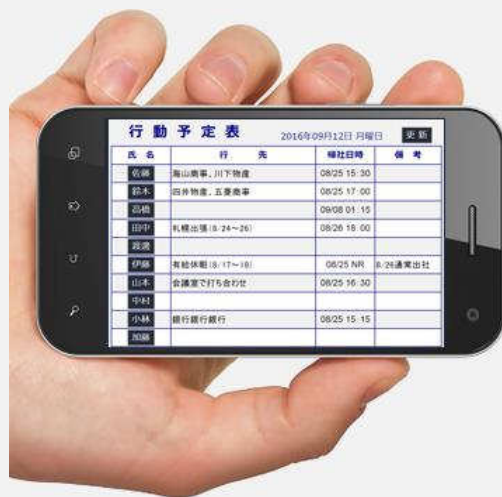 行動予定表 2016年09月12日 月曜日 更新
氏名 行先 帰社日時 備考
佐藤 海山商事、川下物産 08/25 15:30
鈴木 四井物産、五菱商事 08/25 17:00
高橋 09/08 01:15
田中 札幌出張(8/24～26) 08/26 18:00
渡邊
伊藤 有給休暇(8/17～18) 08/25 NR 8/26通常出社
山本 会議室で打ち合わせ 08/25 16:30
中村
小林 銀行銀行銀行 08/25 15:15
加藤